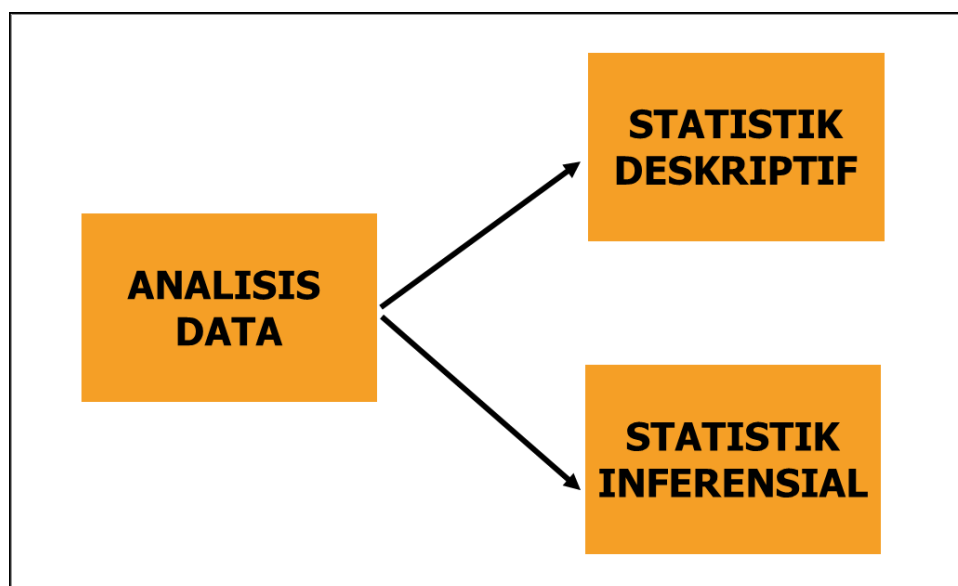 ANALISIS
DATA
STATISTIK
DESKRIPTIF
STATISTIK
INFERENSIAL